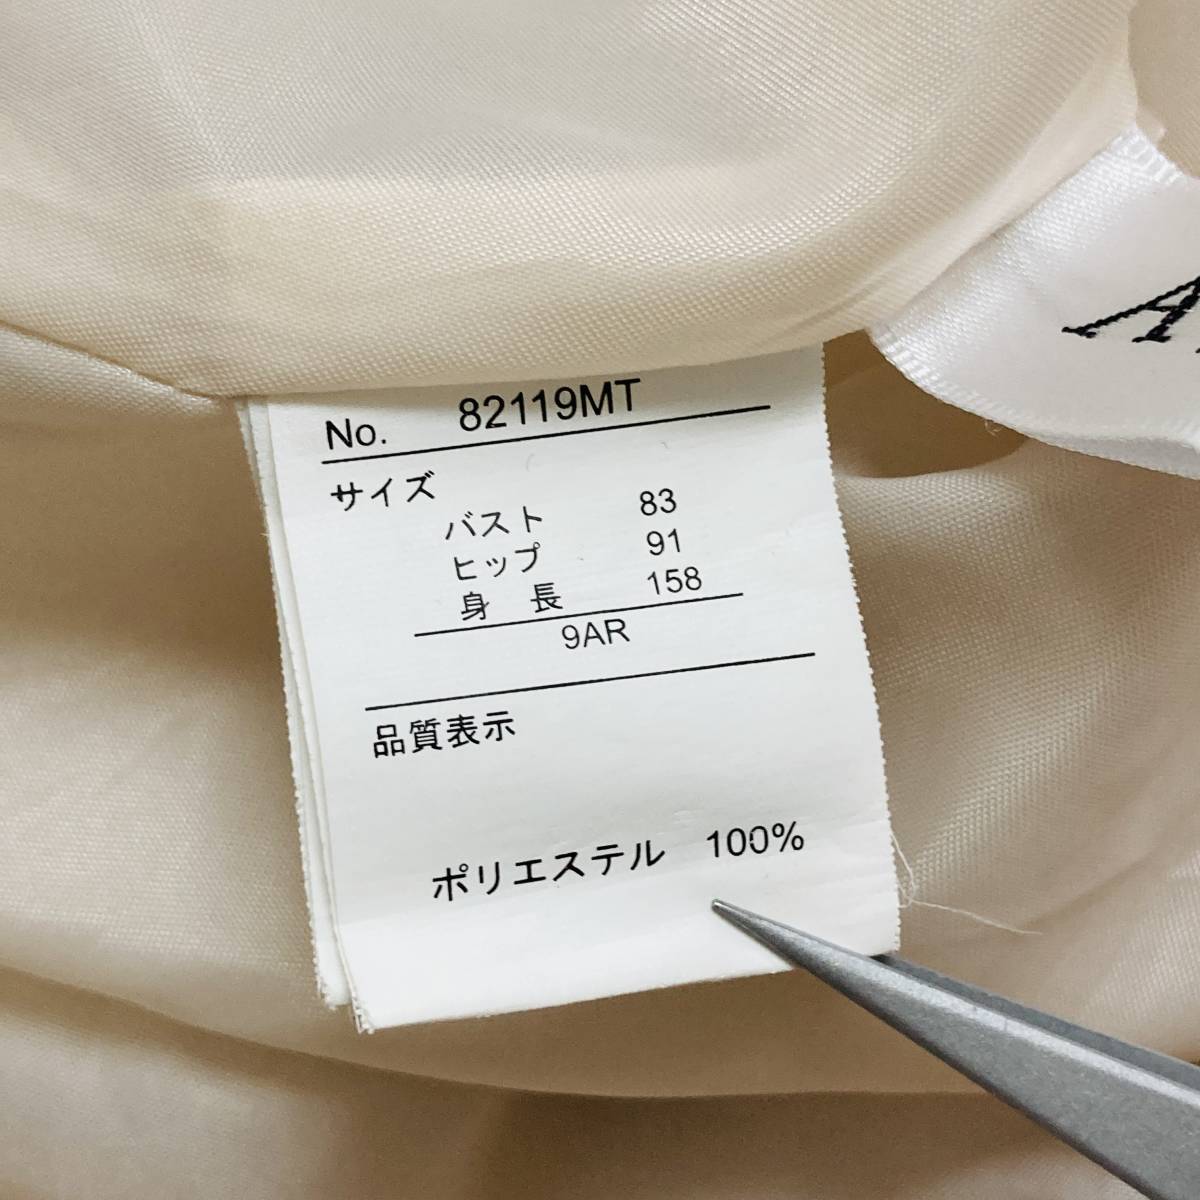 No. 82119MT
サイズ
バスト 83
ヒップ 91
身 長 158
9AR
品質表示
ポリエステル 100%
A